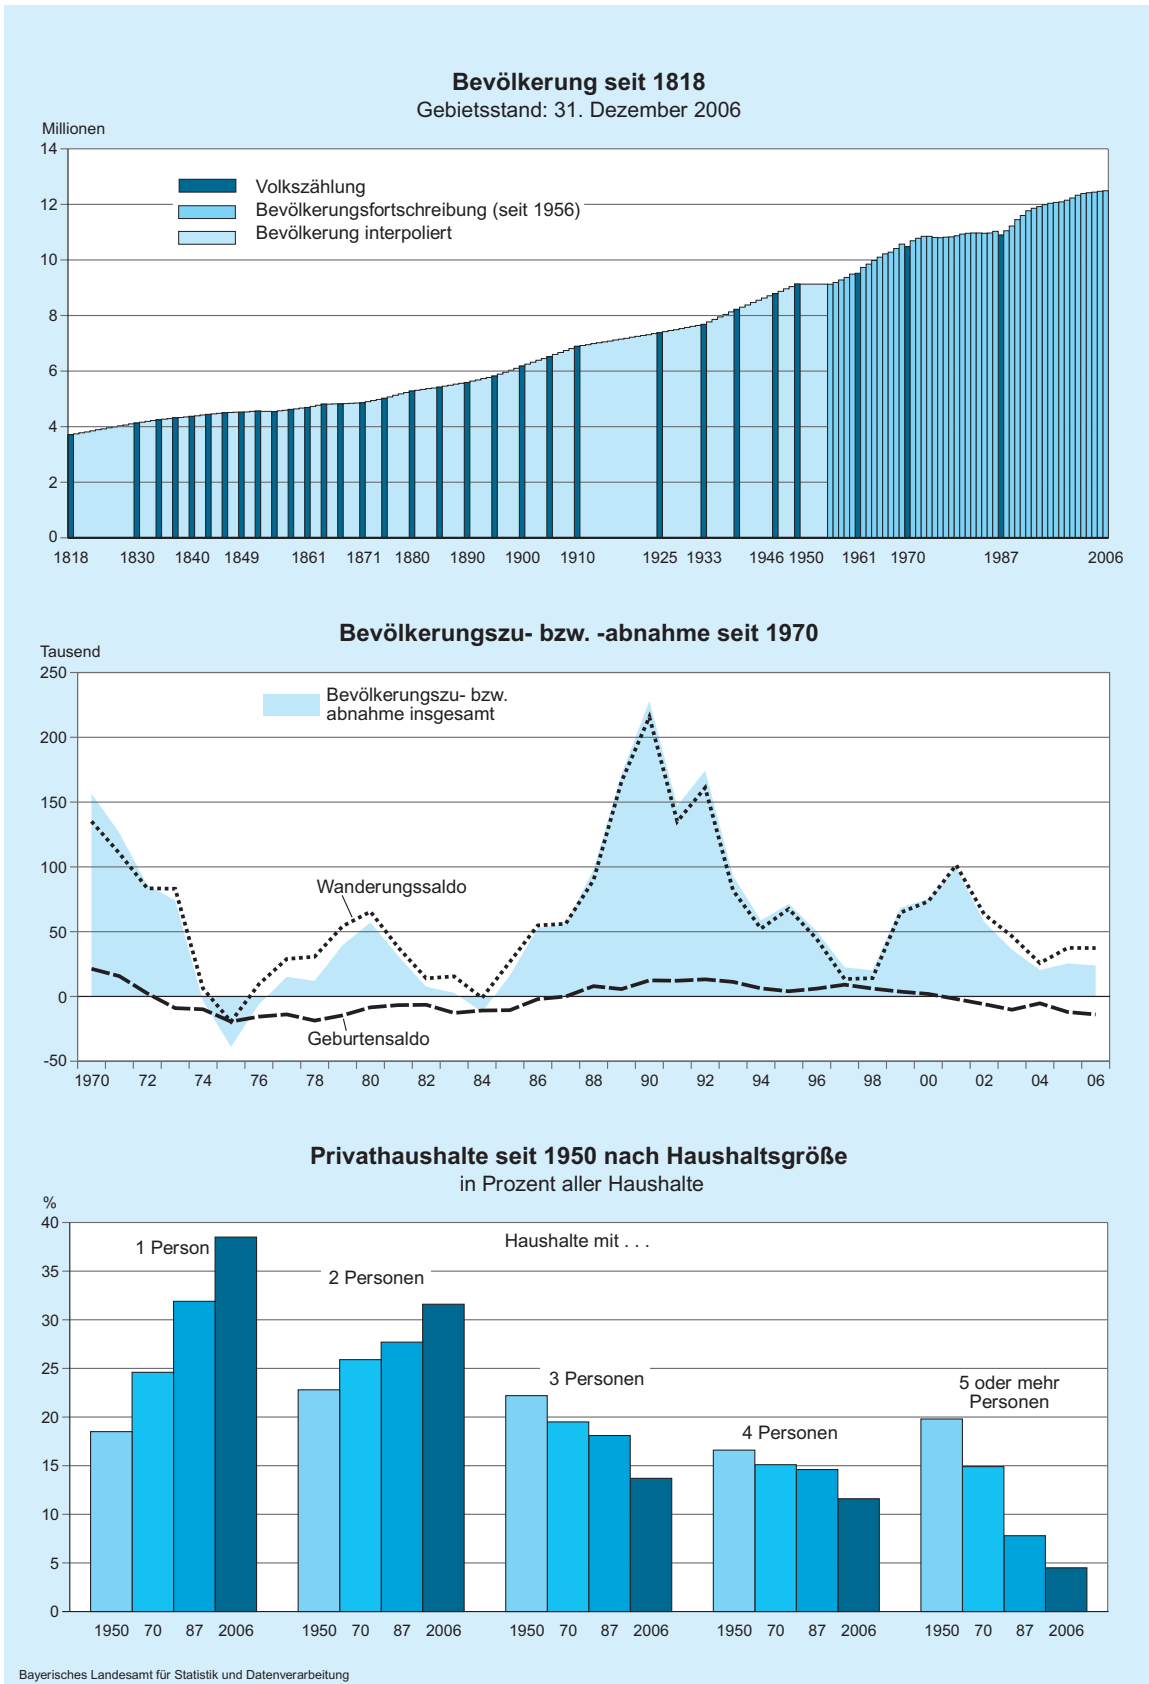 Bevölkerung seit 1818
Gebietsstand: 31. Dezember 2006
Millionen
14
12
10
8
6
4
2
0
Volkszählung
Bevölkerungsfortschreibung (seit 1956)
Bevölkerung interpoliert
1818 1830 1840 1849 1861 1871 1880 1890 1900 1910 1925 1933 1946 1950 1961 1970 1987 2006
Bevölkerungszu- bzw. -abnahme seit 1970
Tausend
250
200
150
100
50
0
-50
Bevölkerungszu- bzw.
abnahme insgesamt
Wanderungssaldo
Geburtensaldo
1970 72 74 76 78 80 82 84 86 88 90 92 94 96 98 00 02 04 06
Privathaushalte seit 1950 nach Haushaltsgröße
in Prozent aller Haushalte
%
40
35
30
25
20
15
10
5
0
Haushalte mit . . .
1 Person
2 Personen
3 Personen
4 Personen
5 oder mehr
Personen
1950 70 87 2006 1950 70 87 2006 1950 70 87 2006 1950 70 87 2006 1950 70 87 2006
Bayerisches Landesamt für Statistik und Datenverarbeitung